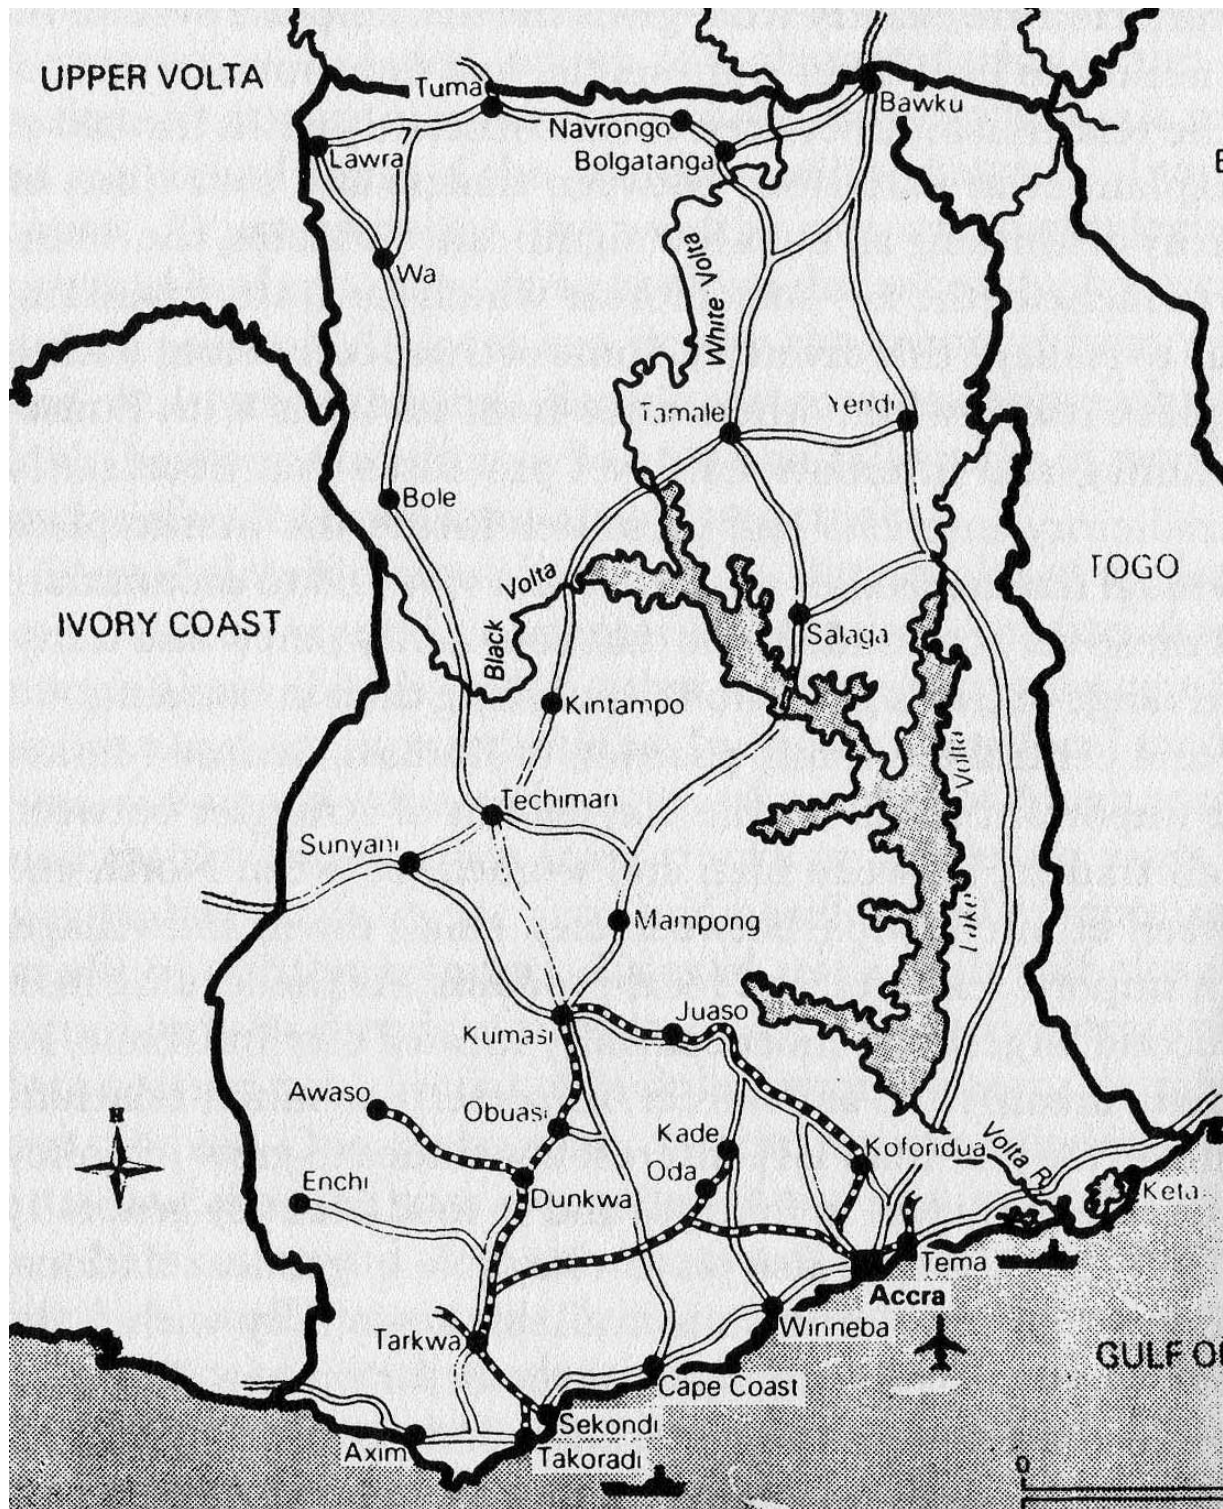 UPPER VOLTA
Tuma
Bawku
Navrongo
Bolgatanga
Lawra
B
Wa
White Volta
Tamale
Yendi
Bole
TOGO
Black
Volta
IVORY COAST
Salaga
Kintampo
Techiman
Sunyani
Lake
Volta
Mampong
Kumasi
Juaso
Awaso
Obuasi
Kade
Oda
Koforidua
Volta R
Enchi
Dunkwa
Keta
N
Tema
Accra
Tarkwa
Winneba
GULF O
Cape Coast
Sekondi
Axim
Takoradi
0